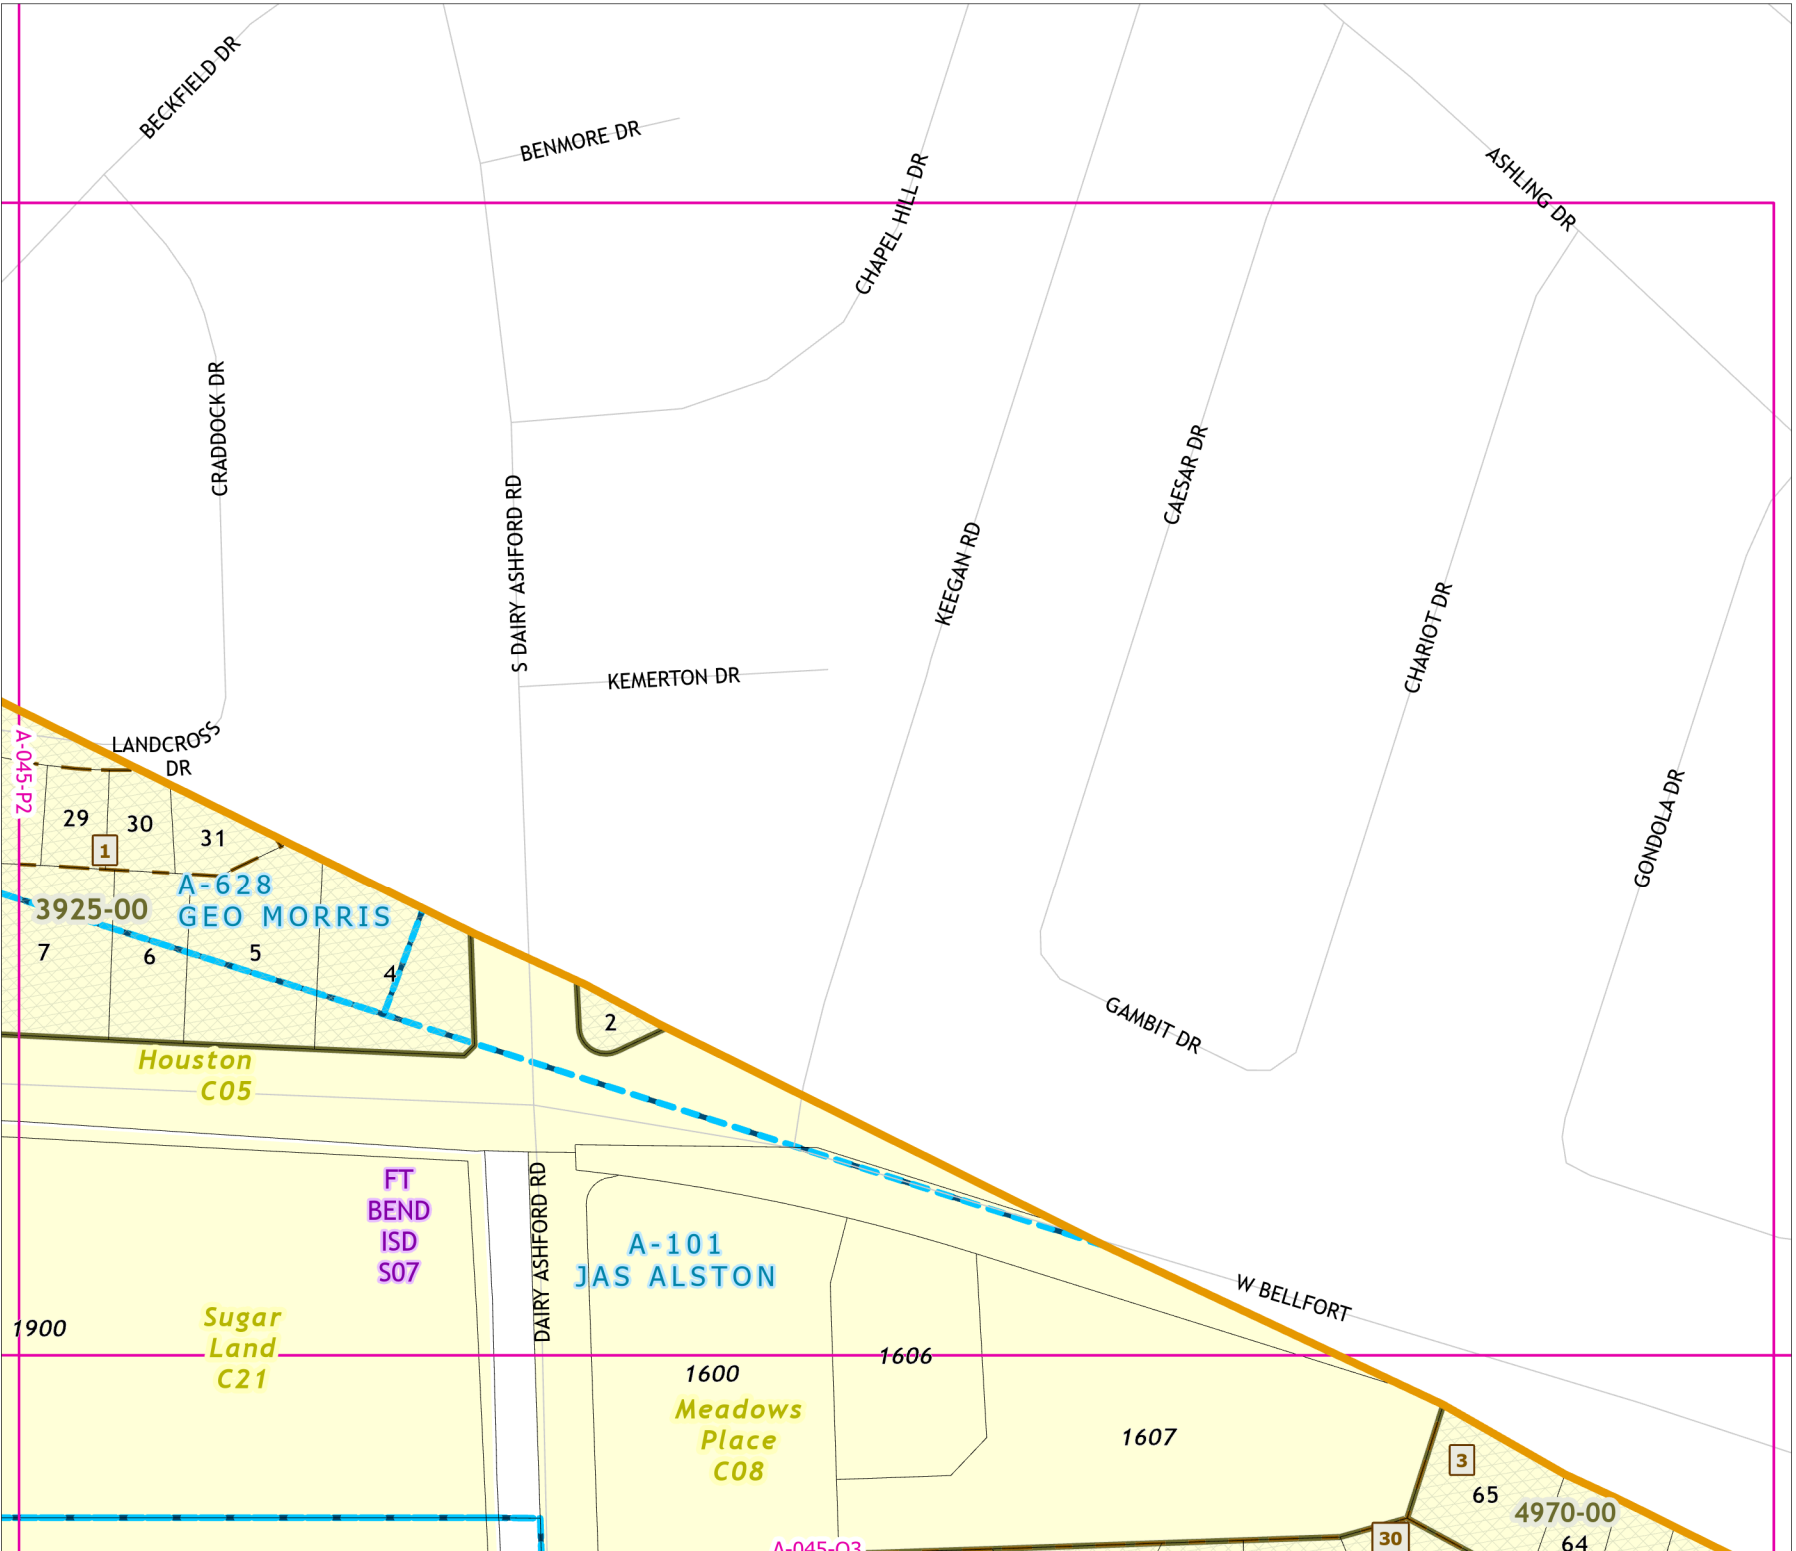 BECKFIELD DR
BENMORE DR
CHAPEL HILL DR
ASHLING DR
CRADDOCK DR
S DAIRY ASHFORD RD
KEEGAN RD
CAESAR DR
CHARIOT DR
KEMERTON DR
LANDCROSS
DR
A-045-P2
GONDOLA DR
29
30
31
1
A-628
GEO MORRIS
3925-00
7
6
5
4
2
GAMBIT DR
Houston
C05
FT
BEND
ISD
S07
DAIRY ASHFORD RD
A-101
JAS ALSTON
W BELLFORT
1900
Sugar
Land
C21
1600
1606
Meadows
Place
C08
1607
3
65
4970-00
30
64
A-045-Q3